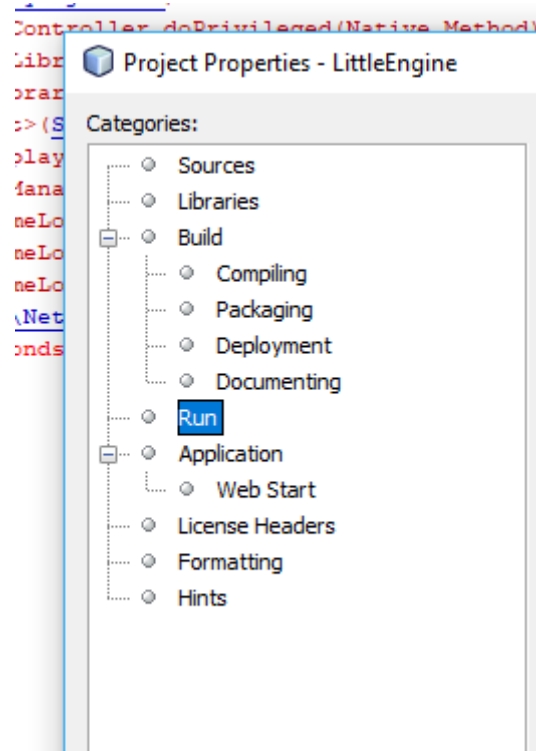 Controller.doPrivileged(Native Method)
Project Properties - LittleEngine
Categories:
Sources
Libraries
Build
Compiling
Packaging
Deployment
Documenting
Run
Application
Web Start
License Headers
Formatting
Hints